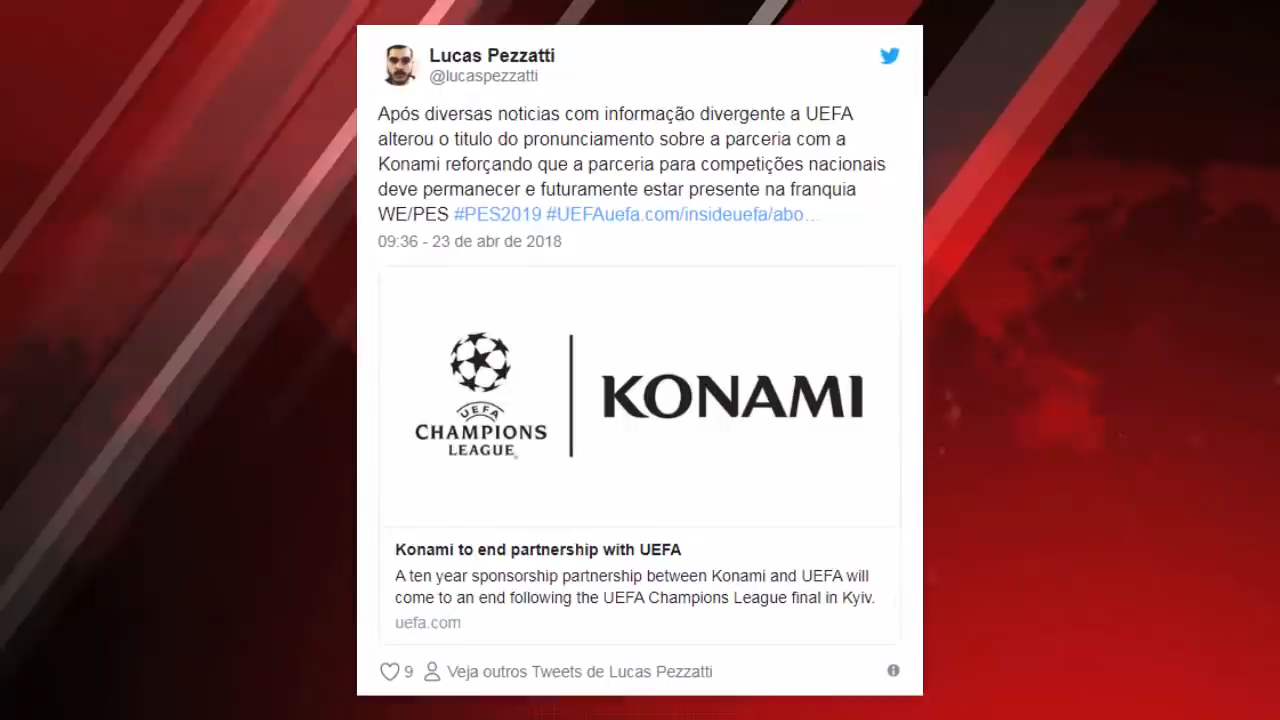 Lucas Pezzatti
@lucaspezzatti
Após diversas noticias com informação divergente a UEFA
alterou o titulo do pronunciamento sobre a parceria com a
Konami reforçando que a parceria para competições nacionais
deve permanecer e futuramente estar presente na franquia
WE/PES #PES2019 #UEFAuefa.com/insideuefa/abo…
09:36 - 23 de abr de 2018
UEFA
CHAMPIONS
LEAGUE
KONAMI
Konami to end partnership with UEFA
A ten year sponsorship partnership between Konami and UEFA will
come to an end following the UEFA Champions League final in Kyiv.
uefa.com
9 Veja outros Tweets de Lucas Pezzatti